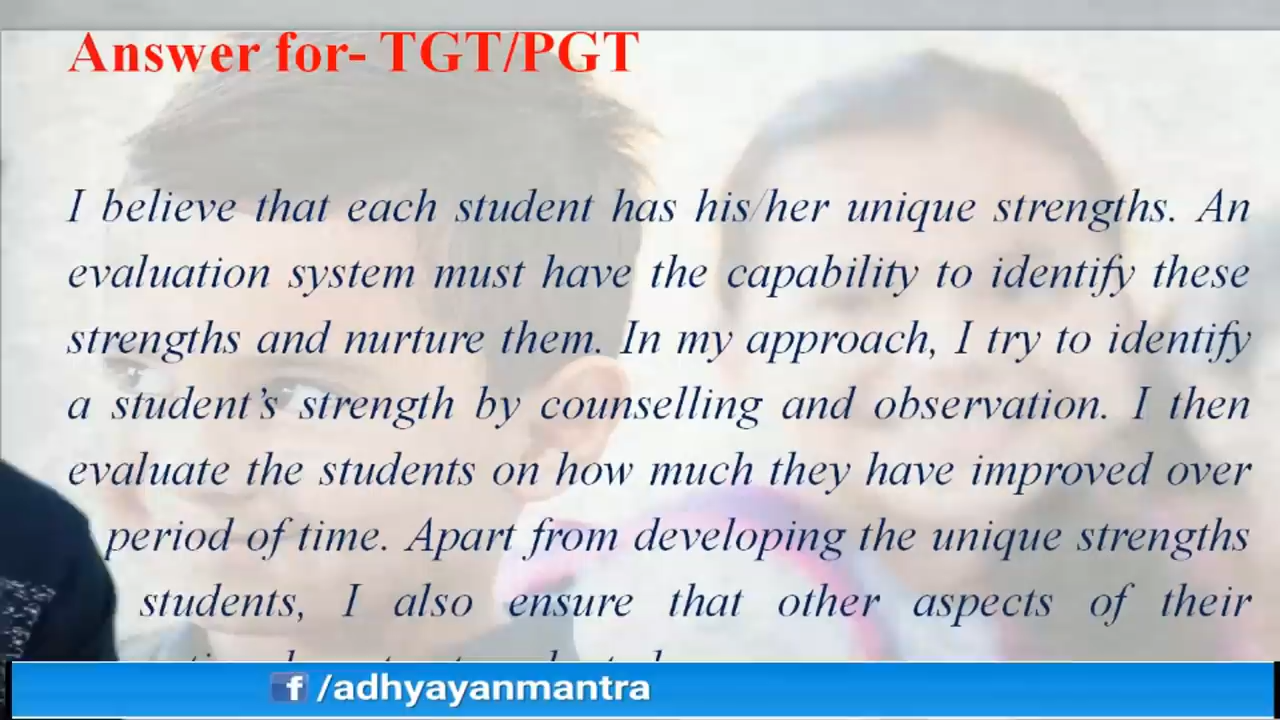 Answer for- TGT/PGT
I believe that each student has his/her unique strengths. An
evaluation system must have the capability to identify these
strengths and nurture them. In my approach, I try to identify
a student's strength by counselling and observation. I then
evaluate the students on how much they have improved over
period of time. Apart from developing the unique strengths
students, I also ensure that other aspects of their
/adhyayanmantra